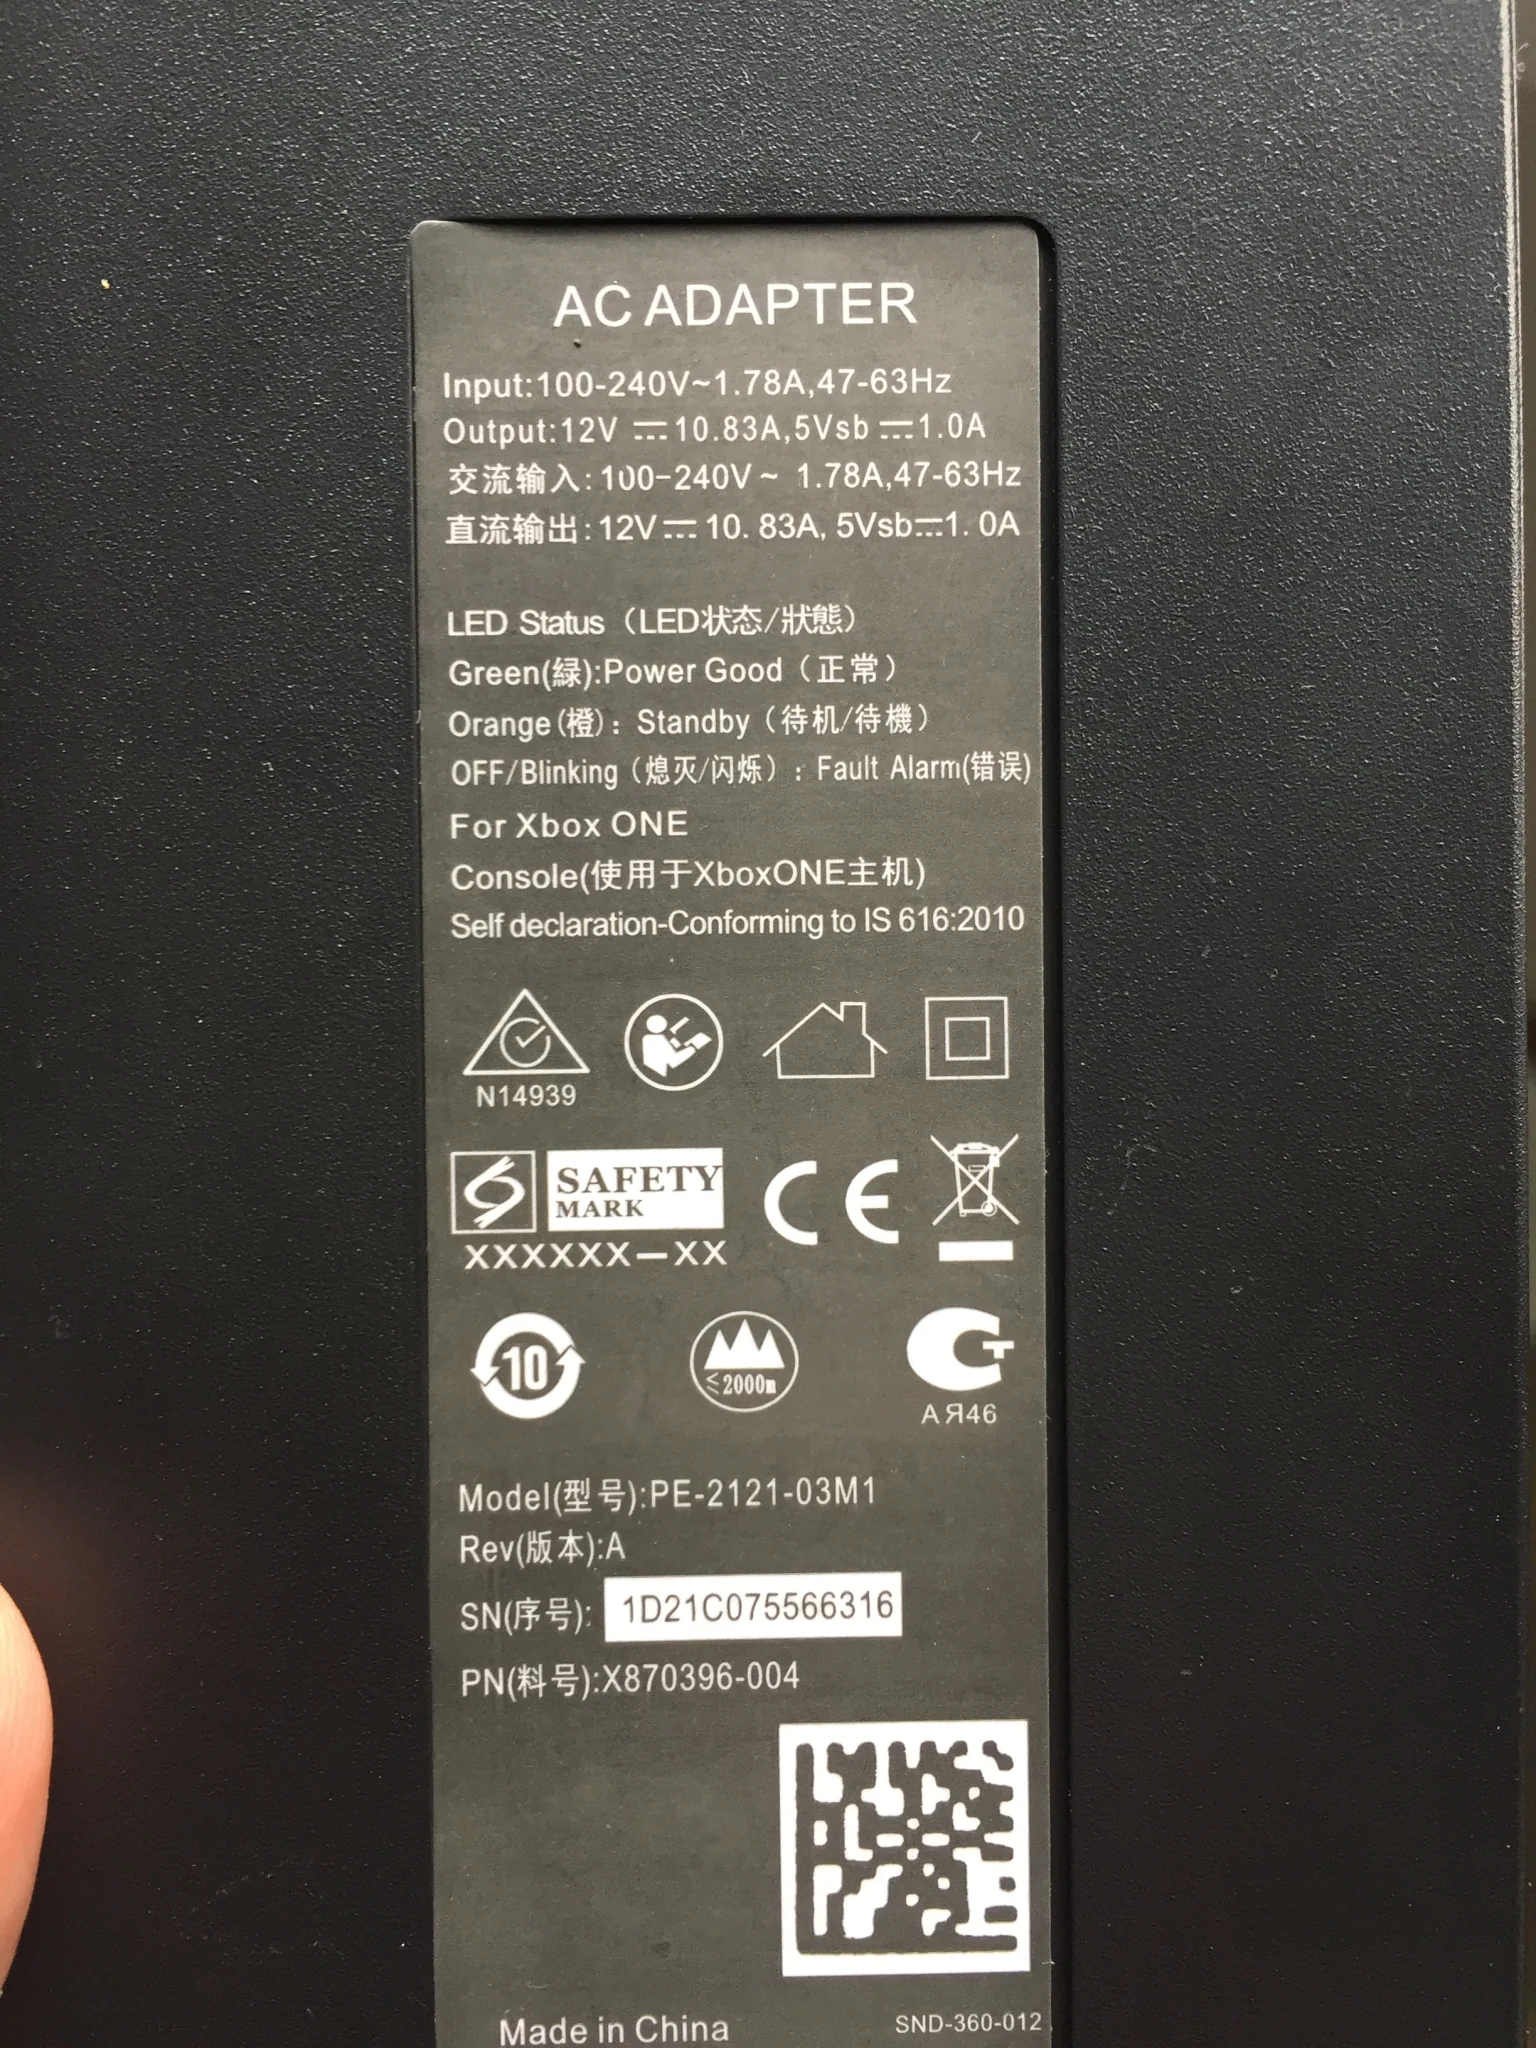 AC ADAPTER
Input:100-240V~1.78A,47-63Hz
Output:12V ⎓10.83A,5Vsb ⎓1.0A
交流输入: 100-240V~ 1.78A,47-63Hz
直流输出: 12V⎓ 10. 83A, 5Vsb⎓1. 0A
LED Status（LED状态/狀態）
Green(緑):Power Good（正常）
Orange(橙)：Standby（待机/待機）
OFF/Blinking（熄灭/闪烁）：Fault Alarm(错误)
For Xbox ONE
Console(使用于XboxONE主机)
Self declaration-Conforming to IS 616:2010
N14939
SAFETY
MARK
CE
XXXXXX-XX
10
≤2000m
AЯ46
Model(型号):PE-2121-03M1
Rev(版本):A
SN(序号): 1D21C075566316
PN(料号):X870396-004
Made in China
SND-360-012